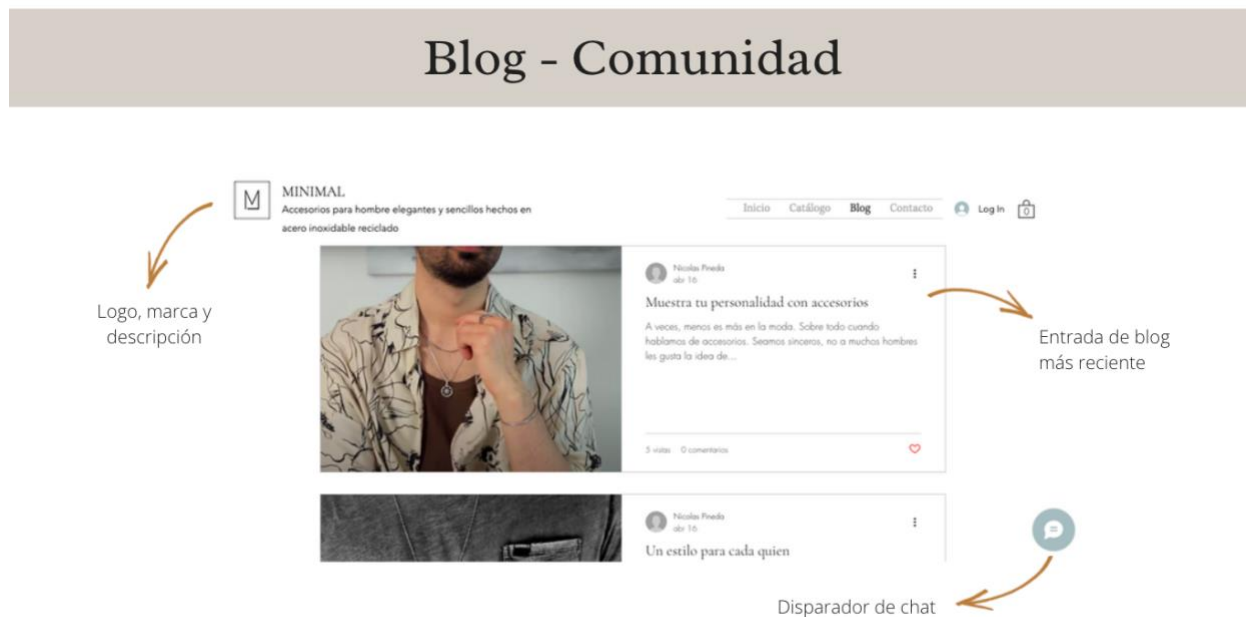 Blog - Comunidad
M
MINIMAL
Accesorios para hombre elegantes y sencillos hechos en
acero inoxidable reciclado
Inicio Catálogo Blog Contacto Log In 0
Logo, marca y
descripción
Nicolas Pineda
abr 16
Muestra tu personalidad con accesorios
A veces, menos es más en la moda. Sobre todo cuando
hablamos de accesorios. Seamos sinceros, no a muchos hombres
les gusta la idea de...
5 vistas 0 comentarios
Entrada de blog
más reciente
Nicolas Pineda
abr 16
Un estilo para cada quien
Disparador de chat